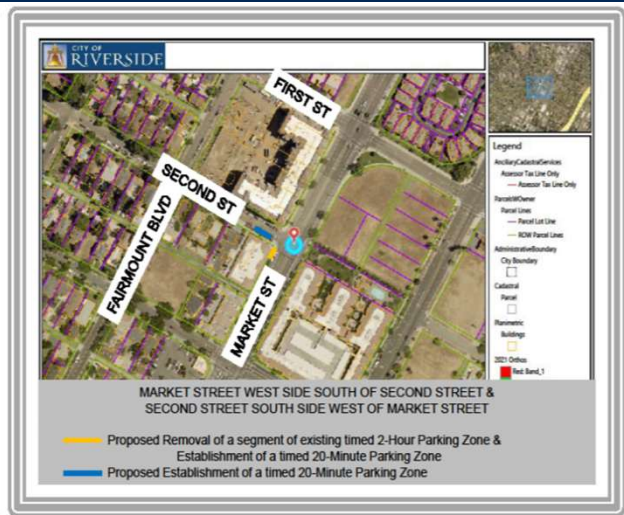 CITY OF
RIVERSIDE
FIRST ST
SECOND ST
FAIRMOUNT BLVD
MARKET ST
Legend
AncillaryCadastralServices
Assessor Tax Line Only
Assessor Tax Line Only
ParcelsWOwner
Parcel Lines
Parcel Lot Line
ROW Parcel Lines
AdministrativeBoundary
City Boundary
Cadastral
Parcel
Planimetric
Buildings
2021 Orthos
Red: Band_1
MARKET STREET WEST SIDE SOUTH OF SECOND STREET &
SECOND STREET SOUTH SIDE WEST OF MARKET STREET
Proposed Removal of a segment of existing timed 2-Hour Parking Zone &
Establishment of a timed 20-Minute Parking Zone
Proposed Establishment of a timed 20-Minute Parking Zone